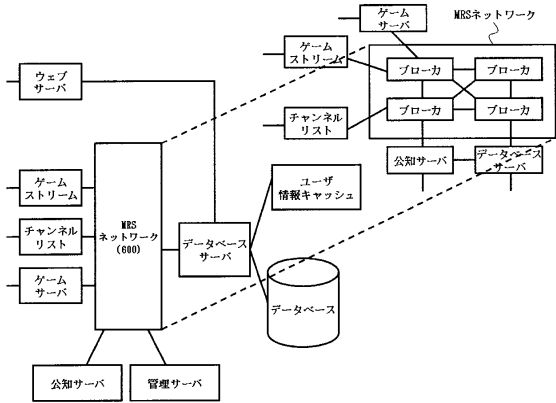 ゲーム
サーバ
MRSネットワーク
ゲーム
ストリーム
ブローカ
ブローカ
チャンネル
リスト
ブローカ
ブローカ
公知サーバ
データベース
サーバ
ウェブ
サーバ
ゲーム
ストリーム
チャンネル
リスト
ゲーム
サーバ
MRS
ネットワーク
(600)
データベース
サーバ
ユーザ
情報キャッシュ
データベース
公知サーバ
管理サーバ